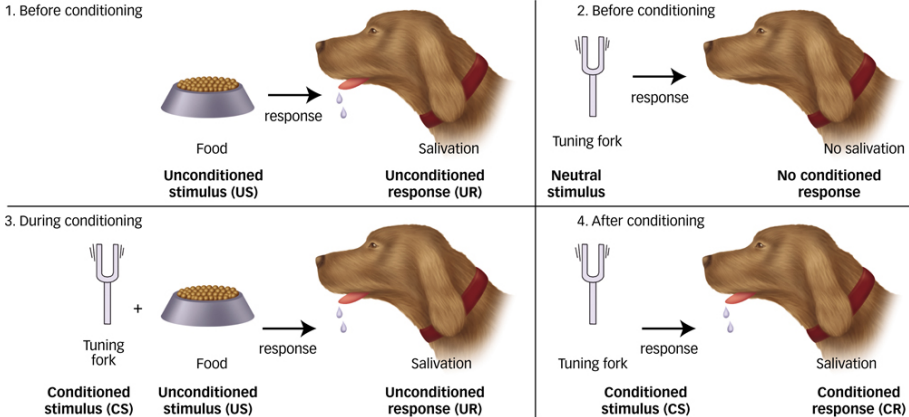 1. Before conditioning
response
Food
Salivation
Unconditioned
stimulus (US)
Unconditioned
response (UR)
2. Before conditioning
response
Tuning fork
No salivation
Neutral
stimulus
No conditioned
response
3. During conditioning
+
response
Tuning
fork
Food
Salivation
Conditioned
stimulus (CS)
Unconditioned
stimulus (US)
Unconditioned
response (UR)
4. After conditioning
response
Tuning fork
Salivation
Conditioned
stimulus (CS)
Conditioned
response (CR)